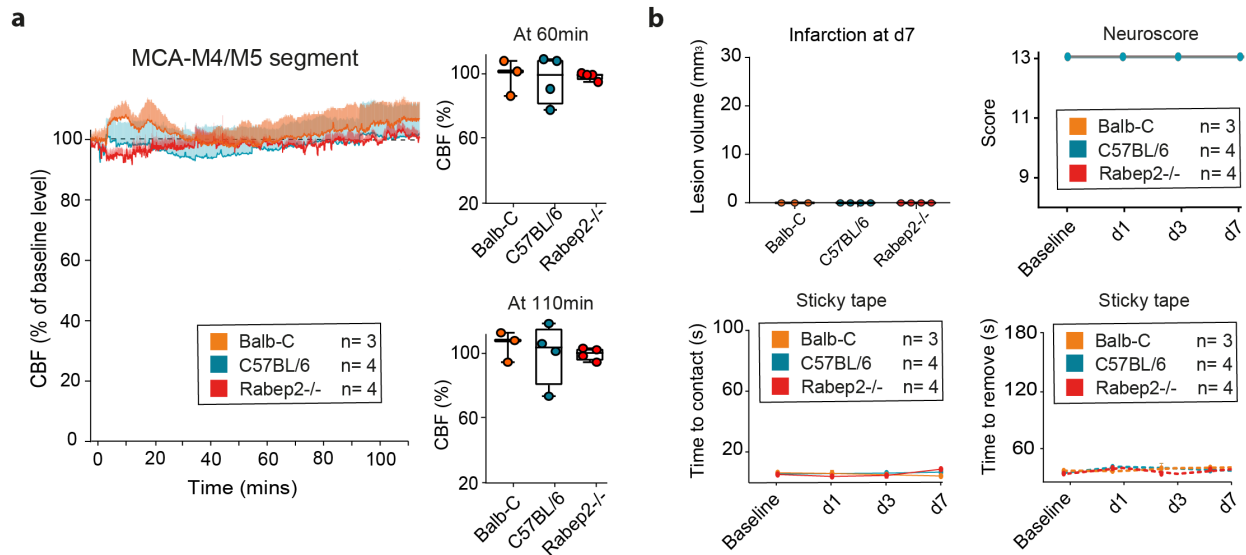 a
MCA-M4/M5 segment
CBF (% of baseline level)
100
80
60
40
20
0
Balb-C n= 3
C57BL/6 n= 4
Rabep2-/- n= 4
0 20 40 60 80 100
Time (mins)
At 60min
CBF (%)
100
60
20
Balb-C
C57BL/6
Rabep2-/-
At 110min
CBF (%)
100
60
20
Balb-C
C57BL/6
Rabep2-/-
b
Infarction at d7
Lesion volume (mm3)
30
20
10
0
Balb-C
C57BL/6
Rabep2-/-
Neuroscore
Score
13
11
9
Balb-C n= 3
C57BL/6 n= 4
Rabep2-/- n= 4
Baseline
d1
d3
d7
Sticky tape
Time to contact (s)
100
60
20
Balb-C n= 3
C57BL/6 n= 4
Rabep2-/- n= 4
Baseline
d1
d3
d7
Sticky tape
Time to remove (s)
180
120
60
Balb-C n= 3
C57BL/6 n= 4
Rabep2-/- n= 4
Baseline
d1
d3
d7